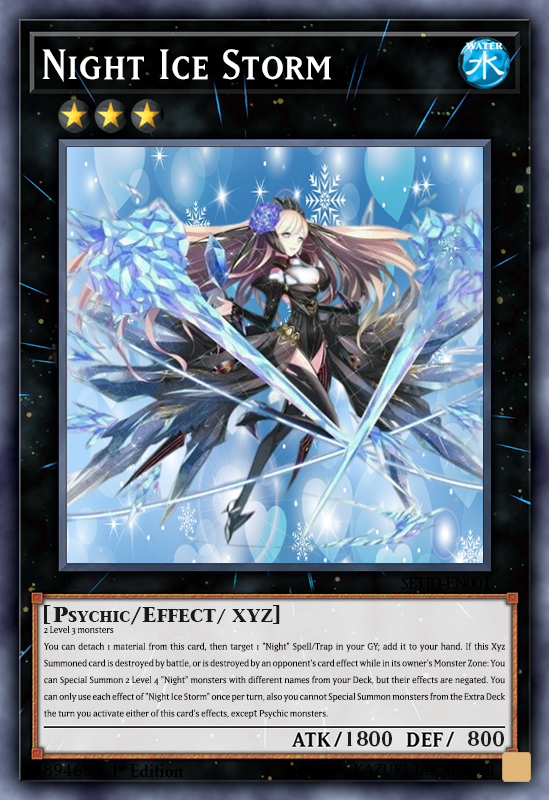 Night Ice Storm
WATER
水
SETID-EN001
[Psychic/Effect/ XYZ]
2 Level 3 monsters
You can detach 1 material from this card, then target 1 "Night" Spell/Trap in your GY; add it to your hand. If this Xyz
Summoned card is destroyed by battle, or is destroyed by an opponent's card effect while in its owner's Monster Zone: You
can Special Summon 2 Level 4 "Night" monsters with different names from your Deck, but their effects are negated. You
can only use each effect of "Night Ice Storm" once per turn, also you cannot Special Summon monsters from the Extra Deck
the turn you activate either of this card's effects, except Psychic monsters.
ATK/1800 DEF/ 800
1st Edition